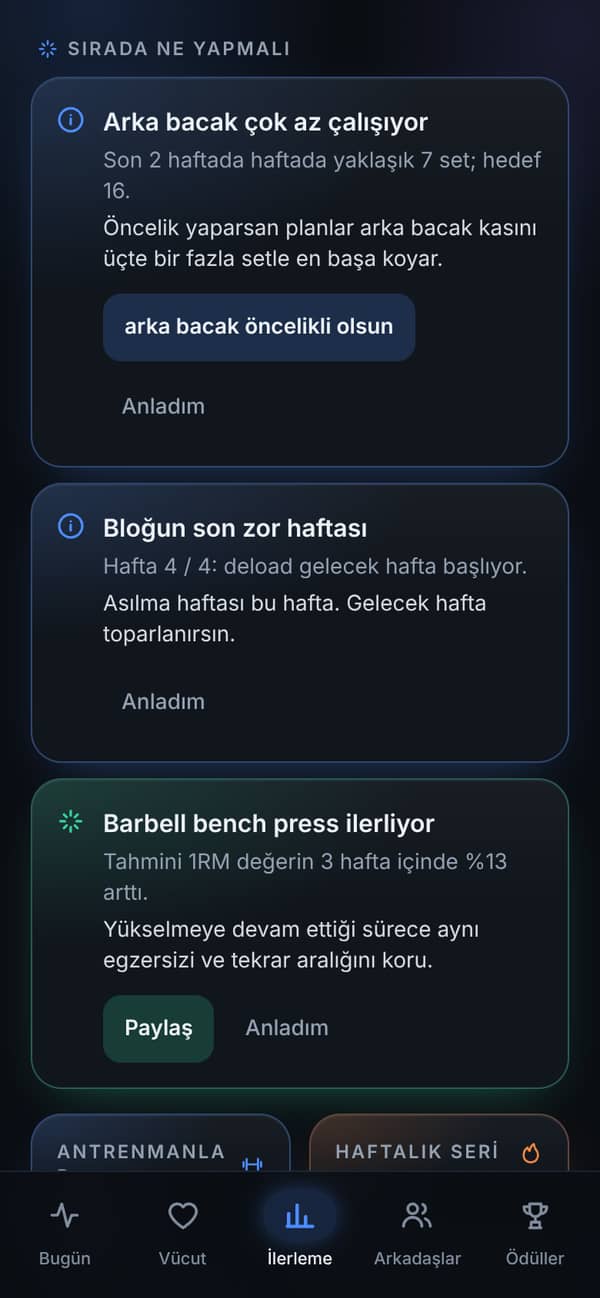 SIRADA NE YAPMALI
Arka bacak çok az çalışıyor
Son 2 haftada haftada yaklaşık 7 set; hedef
16.
Öncelik yaparsan planlar arka bacak kasını
üçte bir fazla setle en başa koyar.
arka bacak öncelikli olsun
Anladım
Bloğun son zor haftası
Hafta 4 / 4: deload gelecek hafta başlıyor.
Asılma haftası bu hafta. Gelecek hafta
toparlanırsın.
Anladım
Barbell bench press ilerliyor
Tahmini 1RM değerin 3 hafta içinde %13
arttı.
Yükselmeye devam ettiği sürece aynı
egzersizi ve tekrar aralığını koru.
Paylaş Anladım
ANTRENMANLA HAFTALIK SERİ
Bugün Vücut İlerleme Arkadaşlar Ödüller